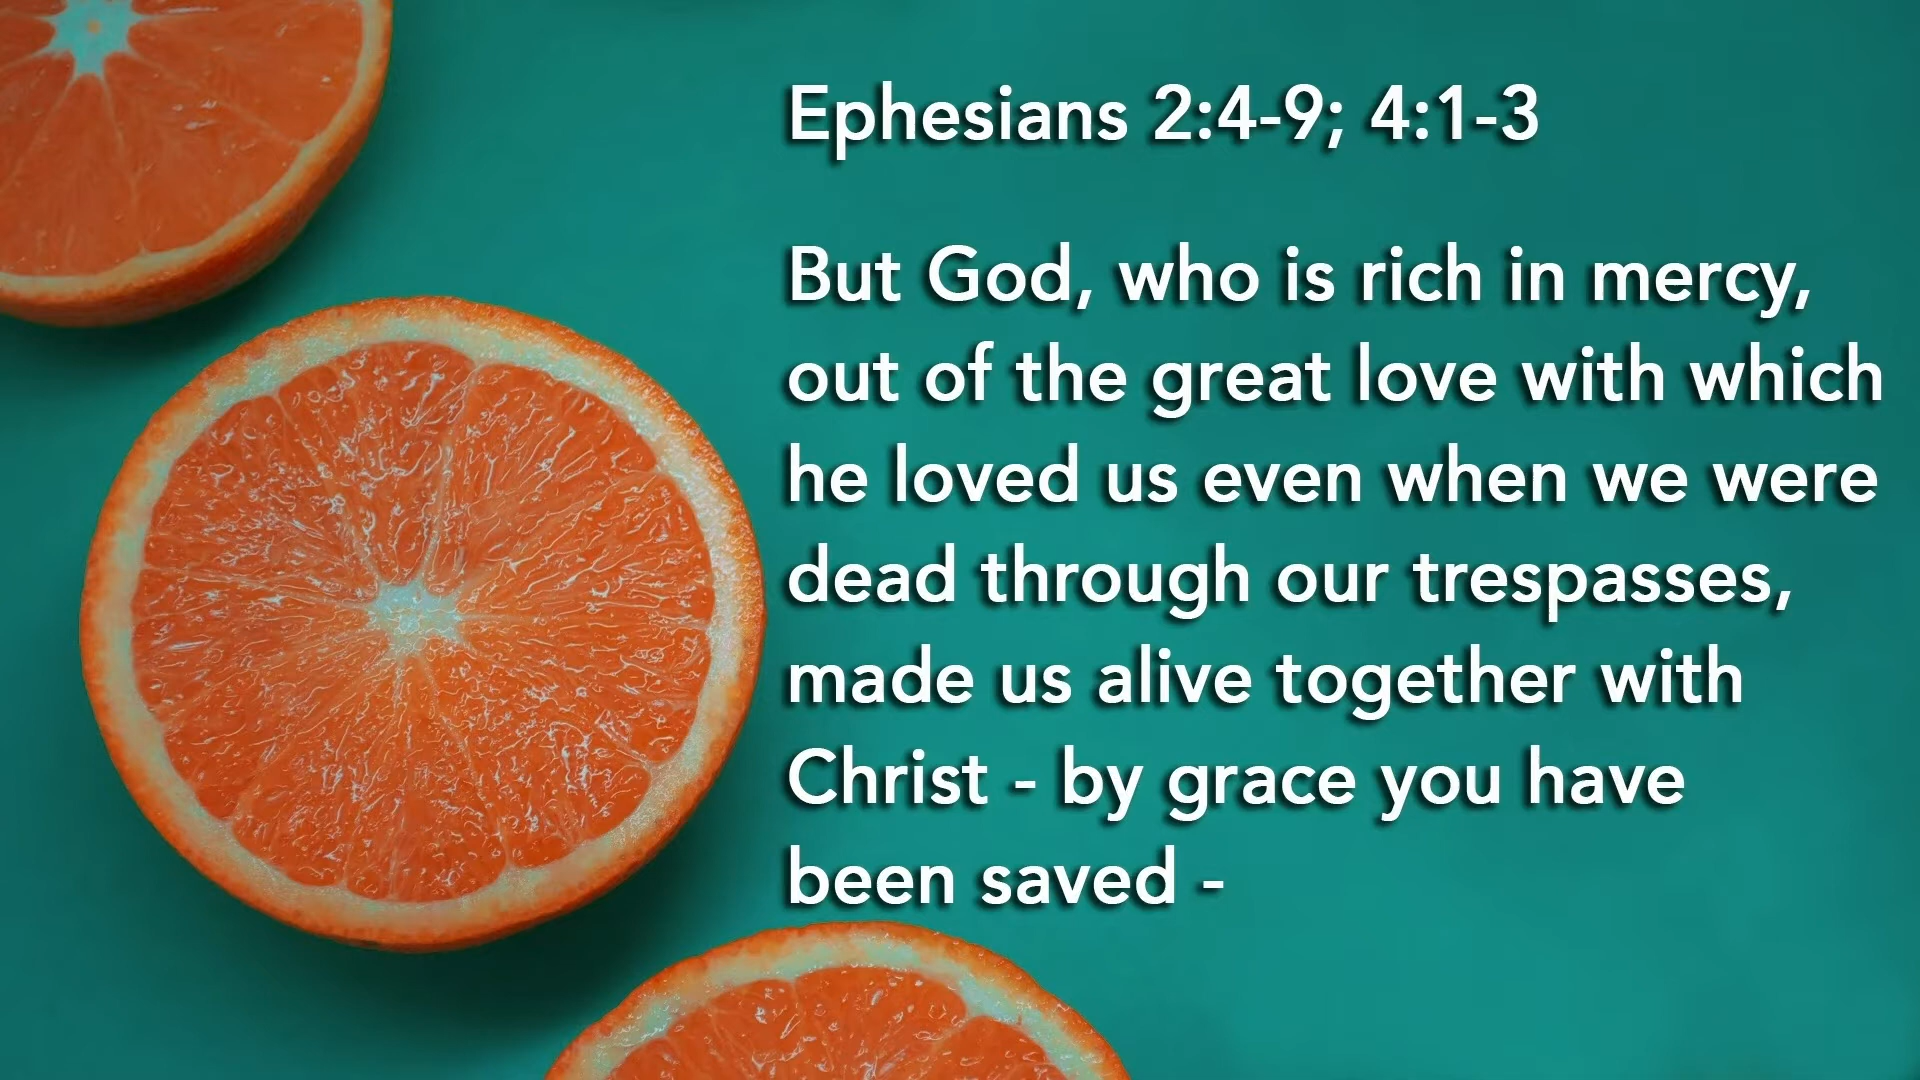 Ephesians 2:4-9; 4:1-3
But God, who is rich in mercy,
out of the great love with which
he loved us even when we were
dead through our trespasses,
made us alive together with
Christ - by grace you have
been saved -